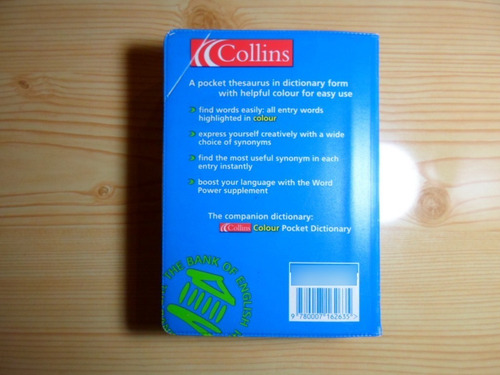 Collins
A pocket thesaurus in dictionary form
with helpful colour for easy use
find words easily: all entry words
highlighted in colour
express yourself creatively with a wide
choice of synonyms
find the most useful synonym in each
entry instantly
boost your language with the Word
Power supplement
The companion dictionary:
Collins Colour Pocket Dictionary
THE BANK OF ENGLISH
9 780007 162635 >